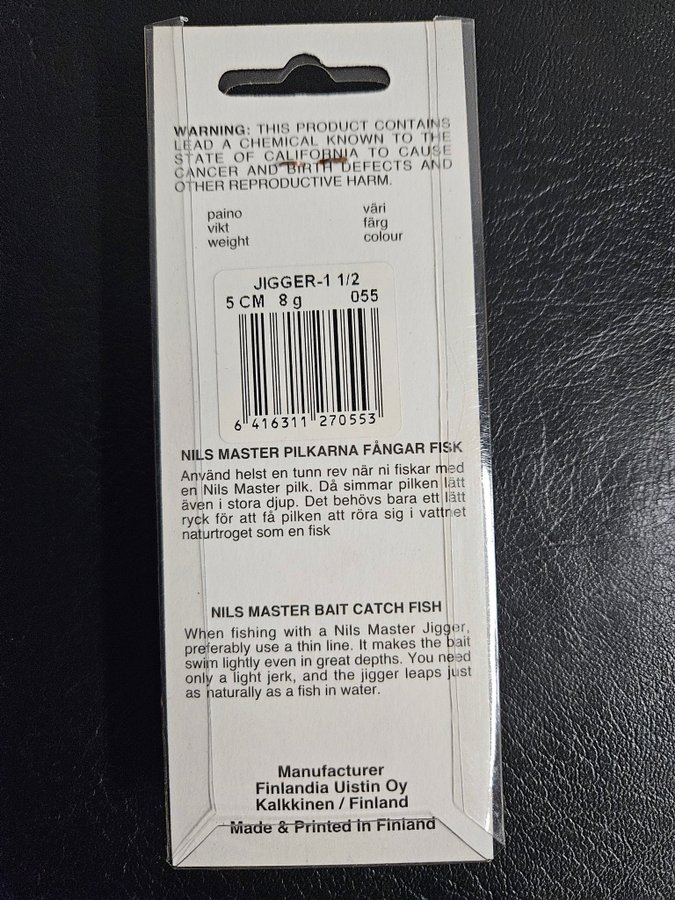 WARNING: THIS PRODUCT CONTAINS
LEAD A CHEMICAL KNOWN TO THE
STATE OF CALIFORNIA TO CAUSE
CANCER AND BIRTH DEFECTS AND
OTHER REPRODUCTIVE HARM.
paino väri
vikt färg
weight colour
JIGGER-1 1/2
5 CM 8 g 055
6 416311 270553
NILS MASTER PILKARNA FÅNGAR FISK
Använd helst en tunn rev när ni fiskar med
en Nils Master pilk. Då simmar pilken lätt
även i stora djup. Det behövs bara ett lätt
ryck för att få pilken att röra sig i vattnet
naturtroget som en fisk
NILS MASTER BAIT CATCH FISH
When fishing with a Nils Master Jigger,
preferably use a thin line. It makes the bait
swim lightly even in great depths. You need
only a light jerk, and the jigger leaps just
as naturally as a fish in water.
Manufacturer
Finlandia Uistin Oy
Kalkkinen / Finland
Made & Printed in Finland